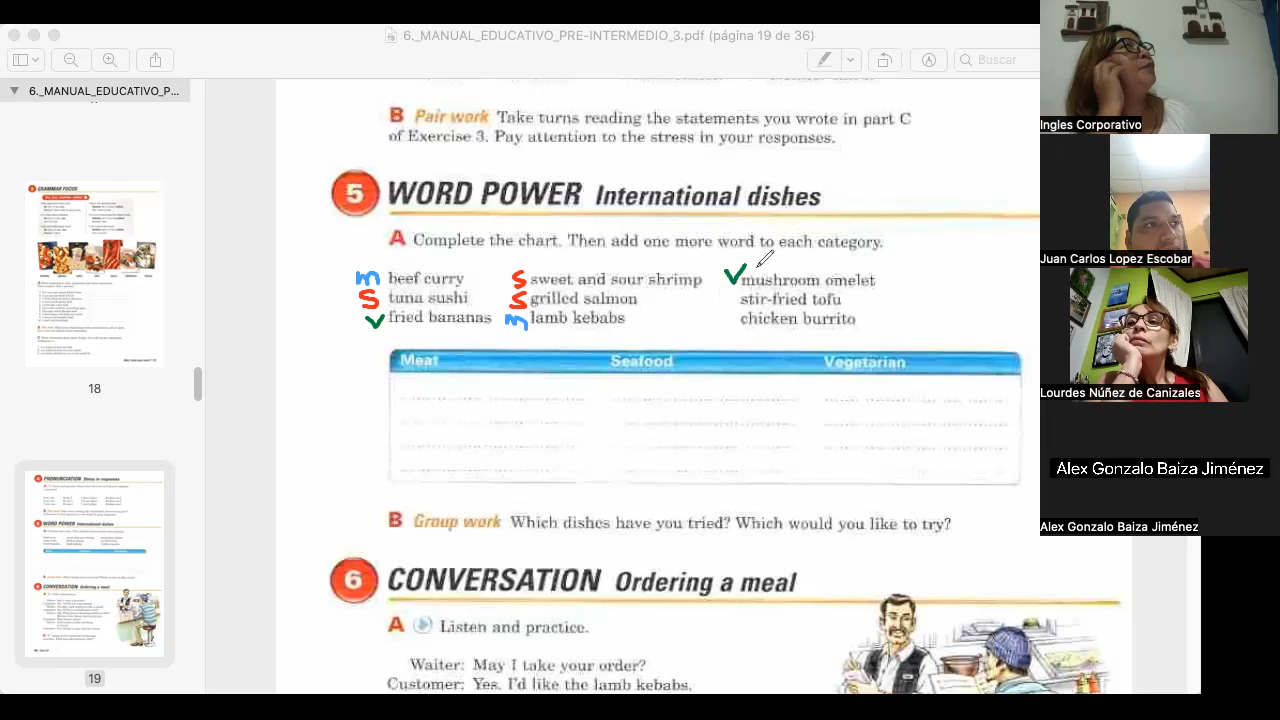 6._MANUAL_EDUCATIVO_PRE-INTERMEDIO_3.pdf (página 19 de 36)
Buscar
6._MANUAL_EDUCATIVO_P...
18
19
B Pair work Take turns reading the statements you wrote in part C
of Exercise 3. Pay attention to the stress in your responses.
5 WORD POWER International dishes
A Complete the chart. Then add one more word to each category.
m beef curry s sweet and sour shrimp ✓ omelet
S tuna sushi S grilled salmon fried tofu
✓ fried bananas m lamb kebabs burrito
Meat Seafood Vegetarian
B Group work Which dishes have you tried? would you like to try?
6 CONVERSATION Ordering a meal
A Listen practice.
Waiter: May I take your order?
Customer: Yes. I'd like the lamb kebabs.
Ingles Corporativo
Juan Carlos Lopez Escobar
Lourdes Núñez de Canizales
Alex Gonzalo Baiza Jiménez
Alex Gonzalo Baiza Jiménez